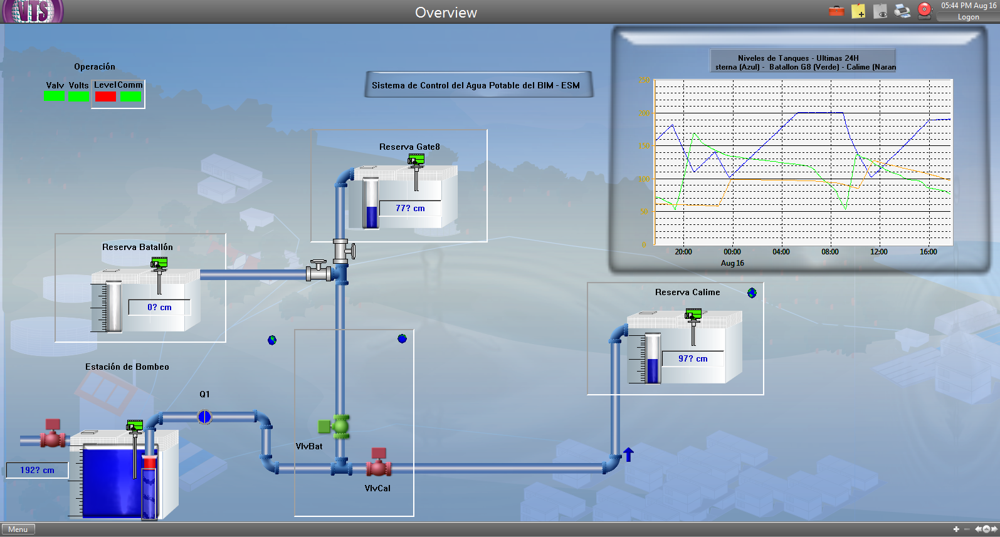 VTS
Overview
05:44 PM Aug 16
Logon
Operación
Valv Volts Level Comm
Sistema de Control del Agua Potable del BIM - ESM
Niveles de Tanques - Ultimas 24H
sterna (Azul) - Batallon G8 (Verde) - Calime (Naran
250
200
150
100
50
0
20:00 00:00 04:00 08:00 12:00 16:00
Aug 16
Reserva Gate8
77? cm
Reserva Batallón
0? cm
Reserva Calime
97? cm
Estación de Bombeo
Q1
192? cm
VlvBat
VlvCal
Menu